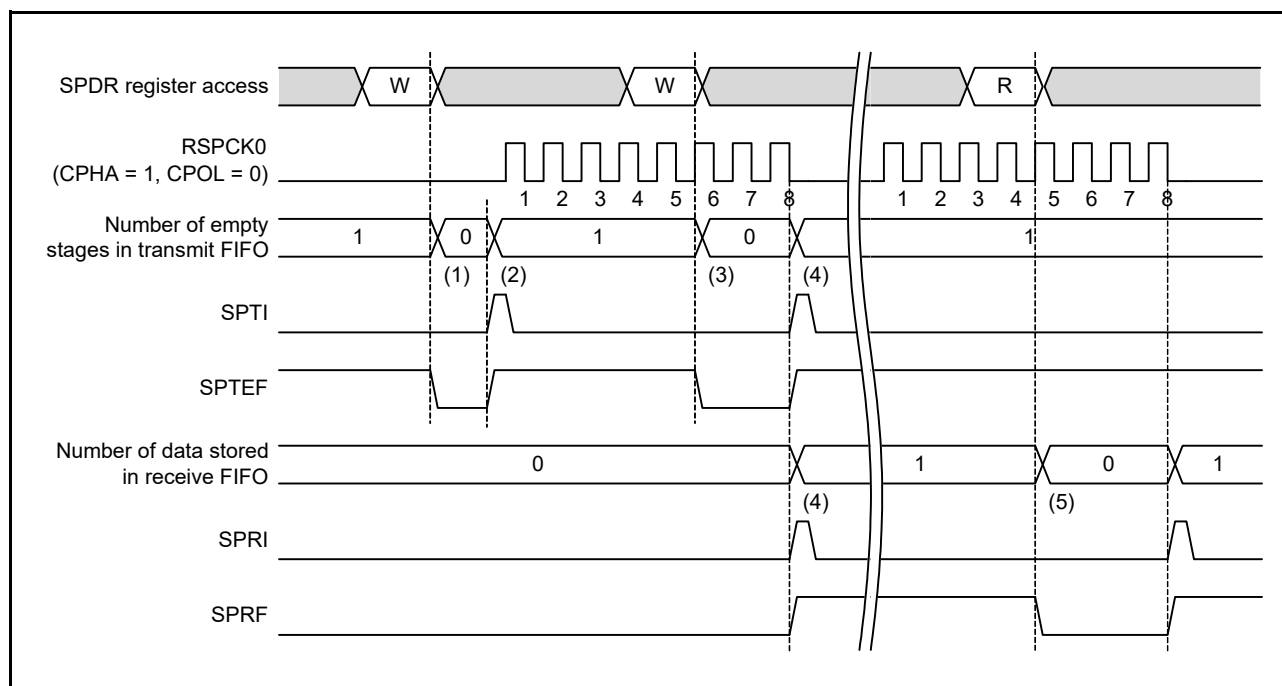 SPDR register access
W
W
R
RSPCK0
(CPHA = 1, CPOL = 0)
1 2 3 4 5 6 7 8 1 2 3 4 5 6 7 8
Number of empty
stages in transmit FIFO
1 0 1 0 1
(1) (2) (3) (4)
SPTI
SPTEF
Number of data stored
in receive FIFO
0 1 0 1
(4) (5)
SPRI
SPRF